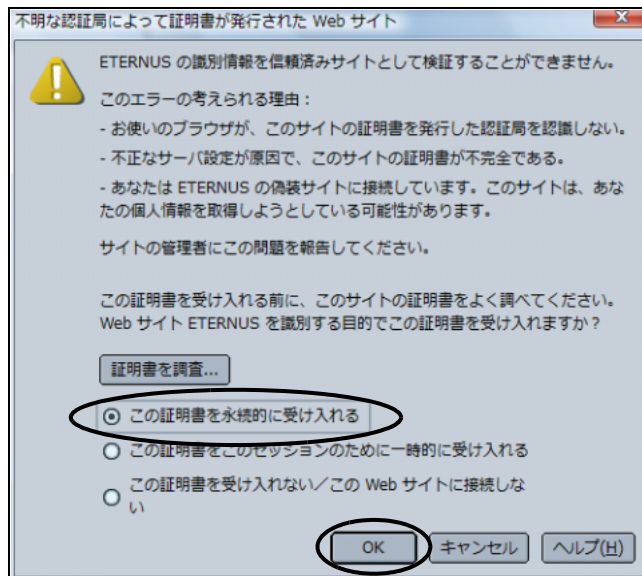 不明な認証局によって証明書が発行された Web サイト
ETERNUS の識別情報を信頼済みサイトとして検証することができません。
このエラーの考えられる理由：
- お使いのブラウザが、このサイトの証明書を発行した認証局を認識しない。
- 不正なサーバ設定が原因で、このサイトの証明書が不完全である。
- あなたは ETERNUS の偽装サイトに接続しています。このサイトは、あな
たの個人情報を取得しようとしている可能性があります。
サイトの管理者にこの問題を報告してください。
この証明書を受け入れる前に、このサイトの証明書をよく調べてください。
Web サイト ETERNUS を識別する目的でこの証明書を受け入れますか？
証明書を調査...
この証明書を永続的に受け入れる
この証明書をこのセッションのために一時的に受け入れる
この証明書を受け入れない／この Web サイトに接続しな
い
OK キャンセル ヘルプ(H)